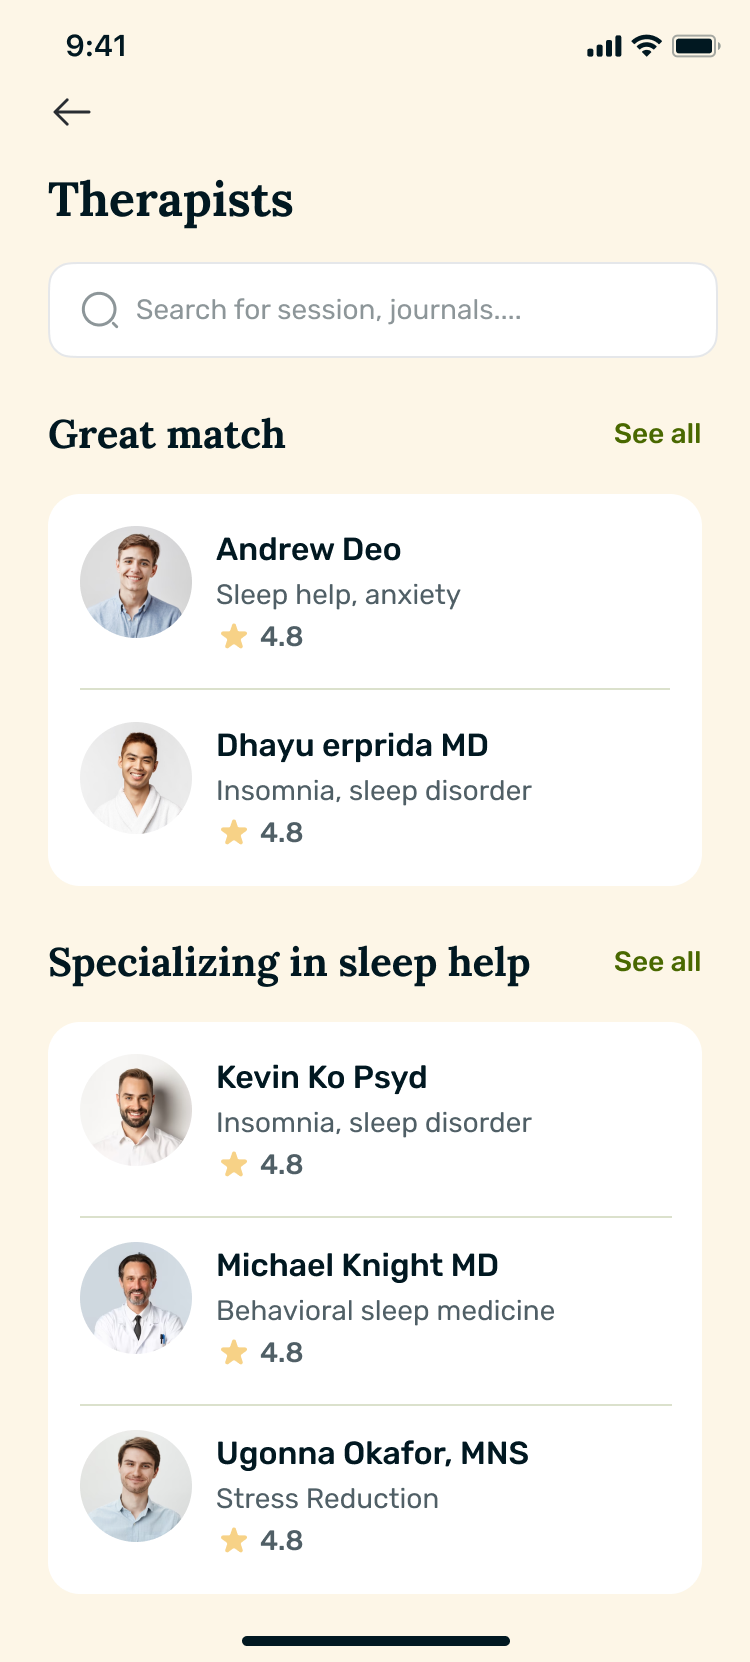 9:41
Therapists
Search for session, journals....
Great match
See all
Andrew Deo
Sleep help, anxiety
4.8
Dhayu erprida MD
Insomnia, sleep disorder
4.8
Specializing in sleep help
See all
Kevin Ko Psyd
Insomnia, sleep disorder
4.8
Michael Knight MD
Behavioral sleep medicine
4.8
Ugonna Okafor, MNS
Stress Reduction
4.8